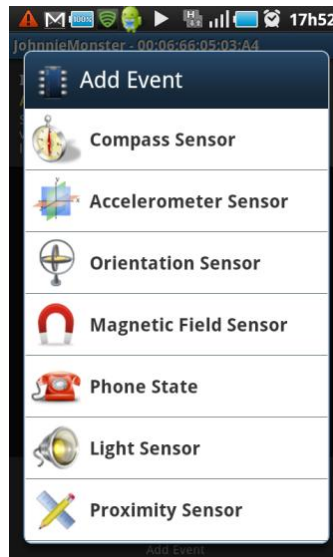 100%
17h52
JohnnieMonster - 00:06:66:05:03:A4
Add Event
Compass Sensor
Accelerometer Sensor
Orientation Sensor
Magnetic Field Sensor
Phone State
Light Sensor
Proximity Sensor
Add Event